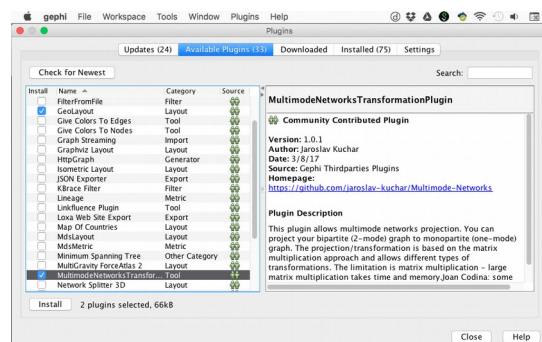 gephi File Workspace Tools Window Plugins Help
Plugins
Updates (24) Available Plugins (33) Downloaded Installed (75) Settings
Check for Newest Search:
Install Name Category Source
FilterFromFile Filter
GeoLayout Layout
Give Colors To Edges Tool
Give Colors To Nodes Tool
Graph Streaming Import
Graphviz Layout Layout
HttpGraph Generator
Isometric Layout Layout
JSON Exporter Export
KBrace Filter Filter
Lineage Metric
Linkfluence Plugin Tool
Loxa Web Site Export Export
Map Of Countries Layout
MdsLayout Layout
MdsMetric Metric
Minimum Spanning Tree Other Category
MultiGravity ForceAtlas 2 Layout
MultimodeNetworksTransfor... Tool
Network Splitter 3D Layout
MultimodeNetworksTransformationPlugin
Community Contributed Plugin
Version: 1.0.1
Author: Jaroslav Kuchar
Date: 3/8/17
Source: Gephi Thirdparties Plugins
Homepage:
https://github.com/jaroslav-kuchar/Multimode-Networks
Plugin Description
This plugin allows multimode networks projection. You can
project your bipartite (2-mode) graph to monopartite (one-mode)
graph. The projection/transformation is based on the matrix
multiplication approach and allows different types of
transformations. The limitation is matrix multiplication - large
matrix multiplication takes time and memory.Joan Codina: some
Install 2 plugins selected, 66kB
Close Help